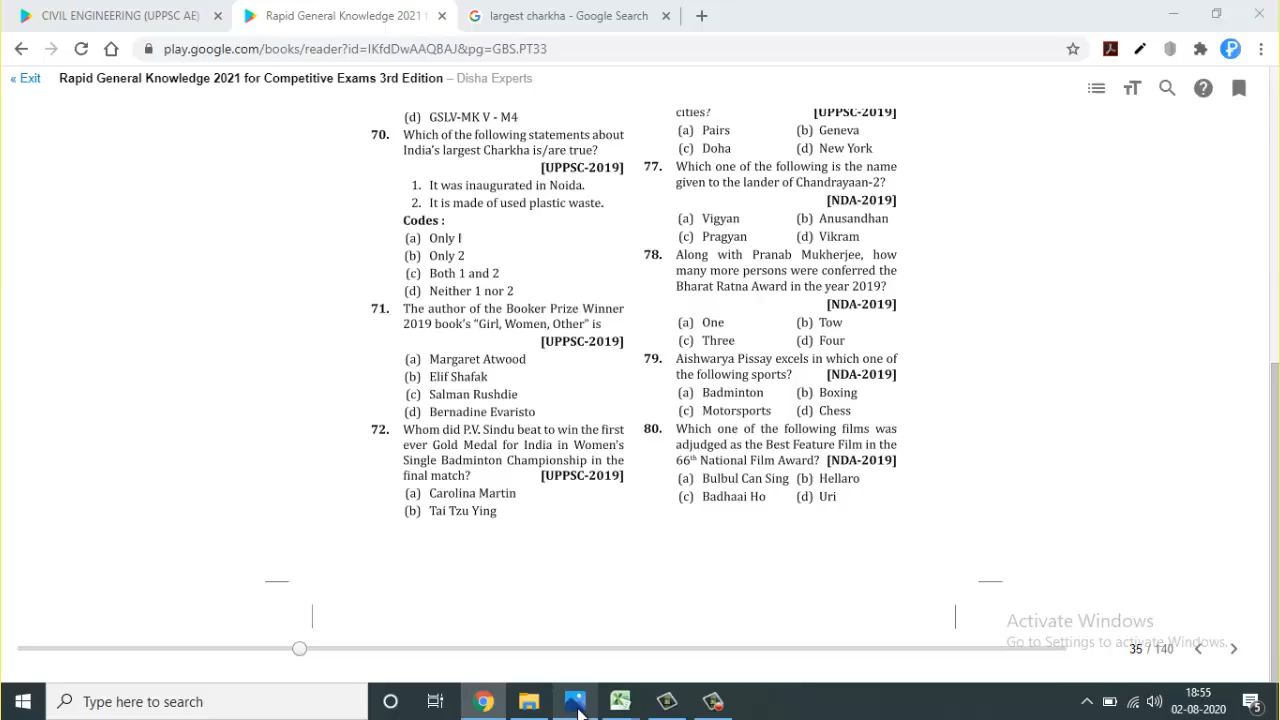 CIVIL ENGINEERING (UPPSC AE)
Rapid General Knowledge 2021 f
largest charkha - Google Search
play.google.com/books/reader?id=IKfdDwAAQBAJ&pg=GBS.PT33
« Exit Rapid General Knowledge 2021 for Competitive Exams 3rd Edition – Disha Experts
(d) GSLV-MK V - M4
70. Which of the following statements about
India's largest Charkha is/are true?
[UPPSC-2019]
1. It was inaugurated in Noida.
2. It is made of used plastic waste.
Codes :
(a) Only I
(b) Only 2
(c) Both 1 and 2
(d) Neither 1 nor 2
71. The author of the Booker Prize Winner
2019 book's "Girl, Women, Other" is
[UPPSC-2019]
(a) Margaret Atwood
(b) Elif Shafak
(c) Salman Rushdie
(d) Bernadine Evaristo
72. Whom did P.V. Sindu beat to win the first
ever Gold Medal for India in Women's
Single Badminton Championship in the
final match? [UPPSC-2019]
(a) Carolina Martin
(b) Tai Tzu Ying
cities? [UPPSC-2019]
(a) Pairs (b) Geneva
(c) Doha (d) New York
77. Which one of the following is the name
given to the lander of Chandrayaan-2?
[NDA-2019]
(a) Vigyan (b) Anusandhan
(c) Pragyan (d) Vikram
78. Along with Pranab Mukherjee, how
many more persons were conferred the
Bharat Ratna Award in the year 2019?
[NDA-2019]
(a) One (b) Tow
(c) Three (d) Four
79. Aishwarya Pissay excels in which one of
the following sports? [NDA-2019]
(a) Badminton (b) Boxing
(c) Motorsports (d) Chess
80. Which one of the following films was
adjudged as the Best Feature Film in the
66th National Film Award? [NDA-2019]
(a) Bulbul Can Sing (b) Hellaro
(c) Badhaai Ho (d) Uri
Activate Windows
Go to Settings to activate Windows.
35 / 140
Type here to search
18:55
02-08-2020
5